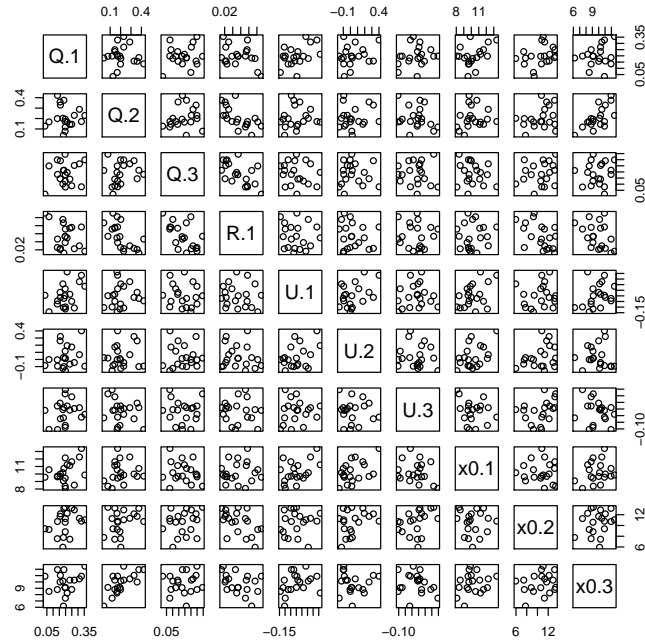 0.02 -0.1 0.4 8 11 6 9
0.1 0.4
Q.1 0.05 0.35
0.1 0.4 Q.2
Q.3 0.05
0.02 R.1
U.1 -0.15
-0.1 0.4 U.2
U.3 -0.10
8 11 x0.1
x0.2 6 12
6 9 x0.3
0.05 0.35 0.05 -0.15 -0.10 6 12